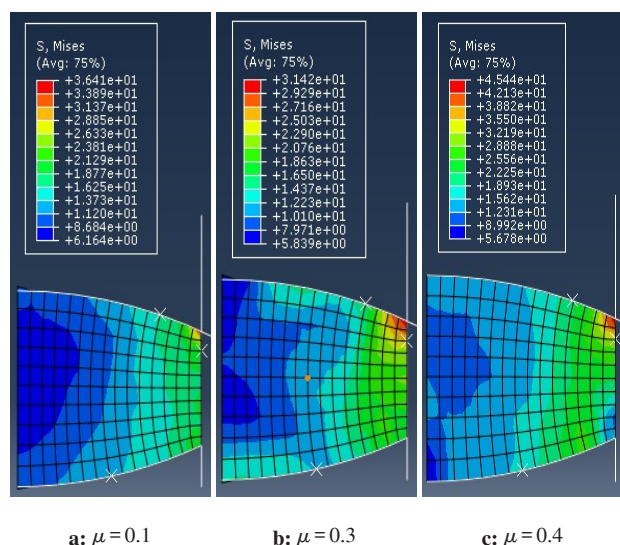 S, Mises
(Avg: 75%)
+3.641e+01
+3.389e+01
+3.137e+01
+2.885e+01
+2.633e+01
+2.381e+01
+2.129e+01
+1.877e+01
+1.625e+01
+1.373e+01
+1.120e+01
+8.684e+00
+6.164e+00
S, Mises
(Avg: 75%)
+3.142e+01
+2.929e+01
+2.716e+01
+2.503e+01
+2.290e+01
+2.076e+01
+1.863e+01
+1.650e+01
+1.437e+01
+1.223e+01
+1.010e+01
+7.971e+00
+5.839e+00
S, Mises
(Avg: 75%)
+4.544e+01
+4.213e+01
+3.882e+01
+3.550e+01
+3.219e+01
+2.888e+01
+2.556e+01
+2.225e+01
+1.893e+01
+1.562e+01
+1.231e+01
+8.992e+00
+5.678e+00
a: μ = 0.1
b: μ = 0.3
c: μ = 0.4